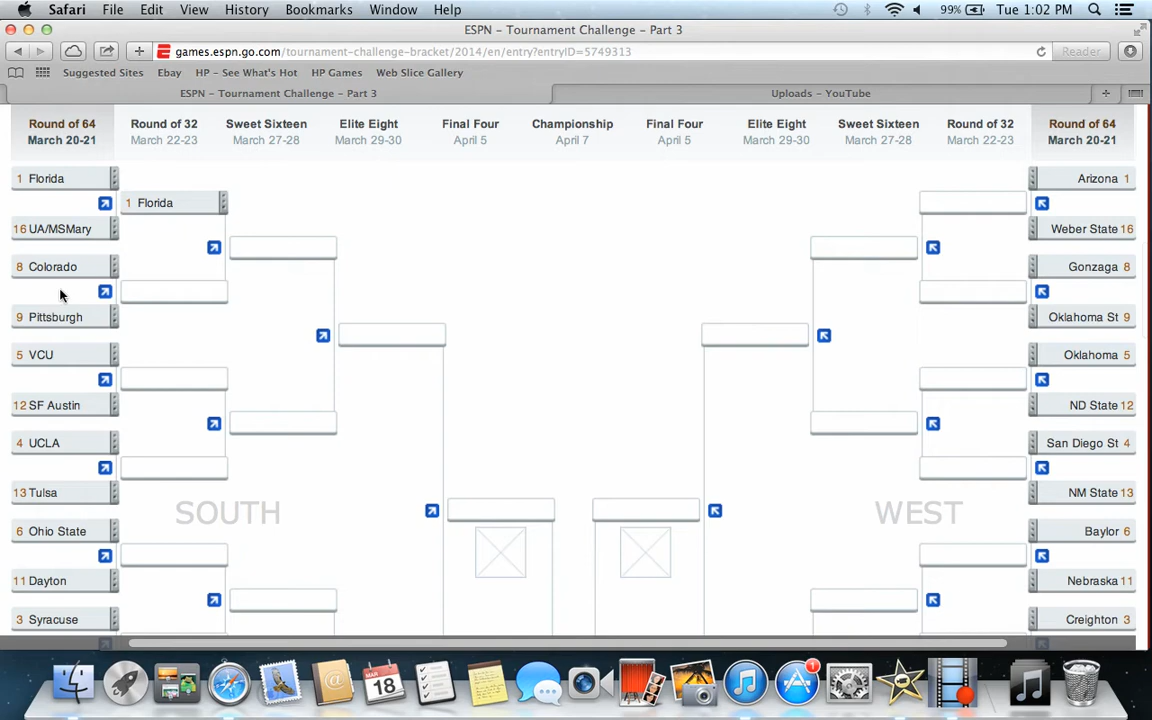 Safari File Edit View History Bookmarks Window Help 99% Tue 1:02 PM
ESPN - Tournament Challenge - Part 3
games.espn.go.com/tournament-challenge-bracket/2014/en/entry?entryID=5749313 Reader
Suggested Sites Ebay HP - See What's Hot HP Games Web Slice Gallery
ESPN - Tournament Challenge - Part 3 Uploads - YouTube
Round of 64 Round of 32 Sweet Sixteen Elite Eight Final Four Championship Final Four Elite Eight Sweet Sixteen Round of 32 Round of 64
March 20-21 March 22-23 March 27-28 March 29-30 April 5 April 7 April 5 March 29-30 March 27-28 March 22-23 March 20-21
1 Florida Arizona 1
1 Florida
16 UA/MSMary Weber State 16
8 Colorado Gonzaga 8
9 Pittsburgh Oklahoma St 9
5 VCU Oklahoma 5
12 SF Austin ND State 12
4 UCLA San Diego St 4
13 Tulsa NM State 13
SOUTH WEST
6 Ohio State Baylor 6
11 Dayton Nebraska 11
3 Syracuse Creighton 3
MAR
18
1